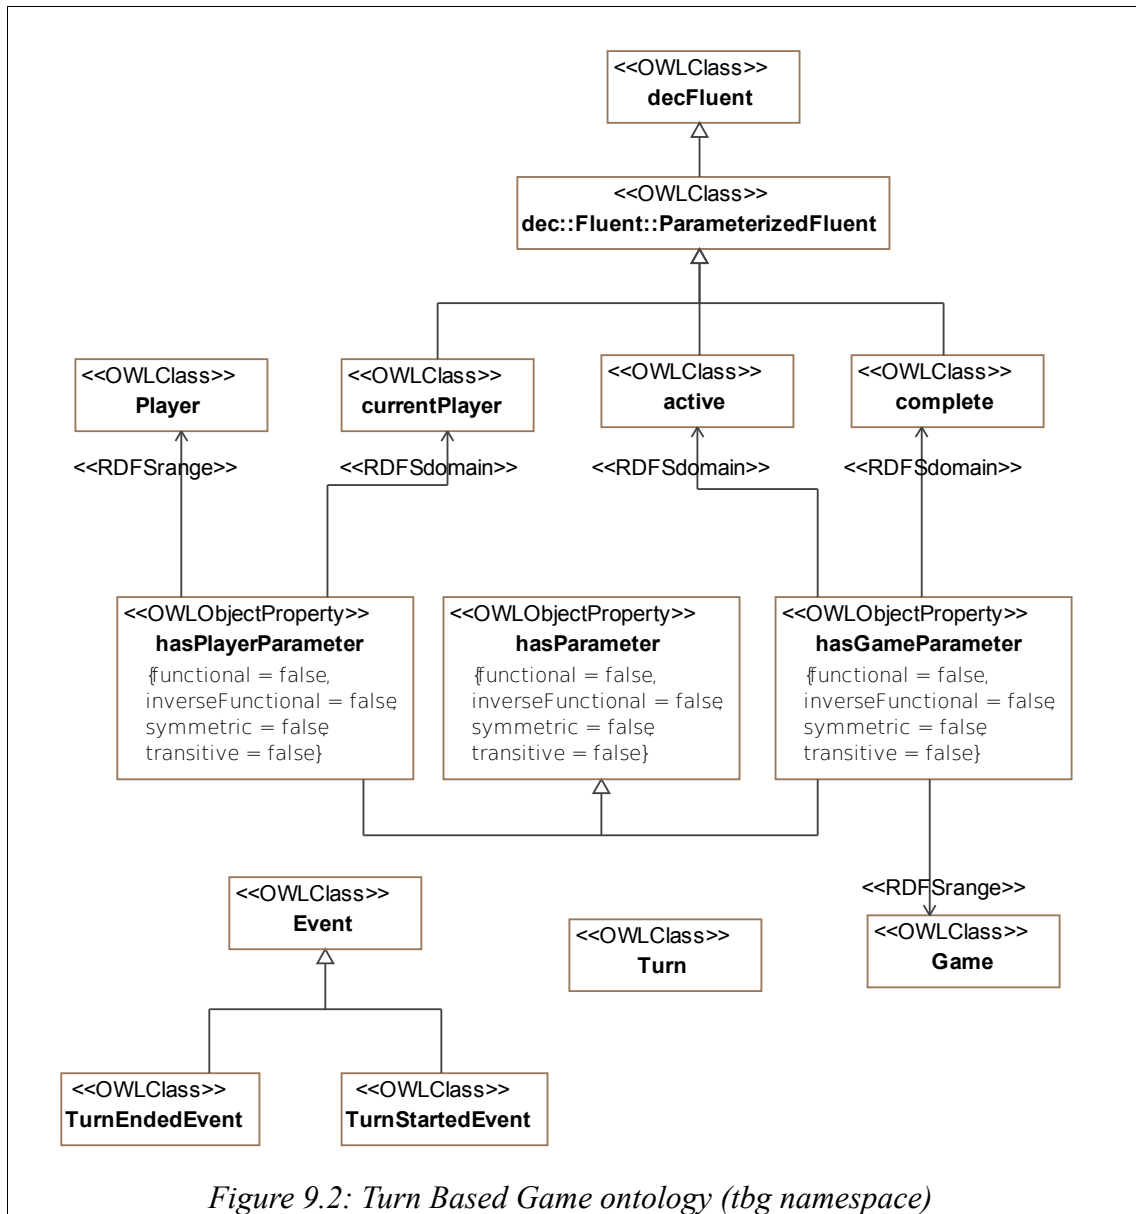 <<OWLClass>>
decFluent
<<OWLClass>>
dec::Fluent::ParameterizedFluent
<<OWLClass>>
Player
<<OWLClass>>
currentPlayer
<<OWLClass>>
active
<<OWLClass>>
complete
<<RDFSrange>>
<<RDFSdomain>>
<<RDFSdomain>>
<<RDFSdomain>>
<<OWLObjectProperty>>
hasPlayerParameter
{functional = false,
inverseFunctional = false,
symmetric = false,
transitive = false}
<<OWLObjectProperty>>
hasParameter
{functional = false,
inverseFunctional = false,
symmetric = false,
transitive = false}
<<OWLObjectProperty>>
hasGameParameter
{functional = false,
inverseFunctional = false,
symmetric = false,
transitive = false}
<<RDFSrange>>
<<OWLClass>>
Event
<<OWLClass>>
Turn
<<OWLClass>>
Game
<<OWLClass>>
TurnEndedEvent
<<OWLClass>>
TurnStartedEvent
Figure 9.2: Turn Based Game ontology (tbg namespace)